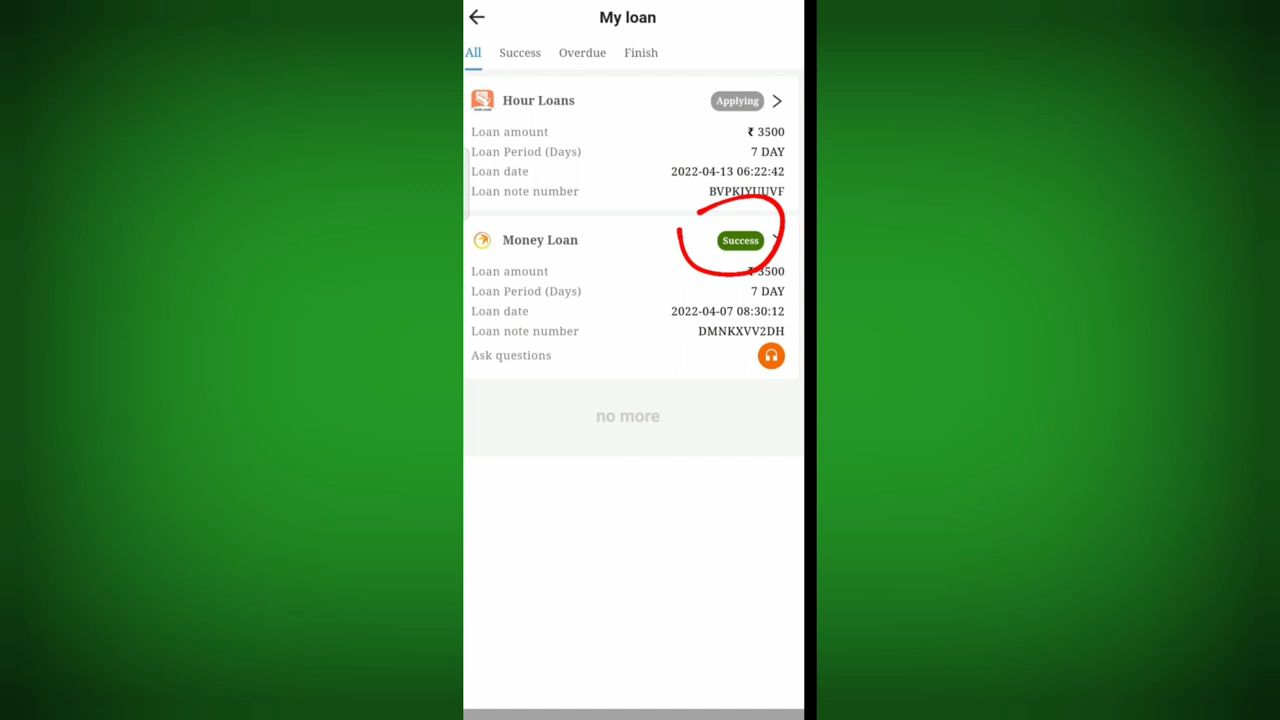 My loan
All Success Overdue Finish
Hour Loans Applying
Loan amount ₹ 3500
Loan Period (Days) 7 DAY
Loan date 2022-04-13 06:22:42
Loan note number
Money Loan Success
Loan amount ₹ 3500
Loan Period (Days) 7 DAY
Loan date 2022-04-07 08:30:12
Loan note number DMNKXVV2DH
Ask questions
no more